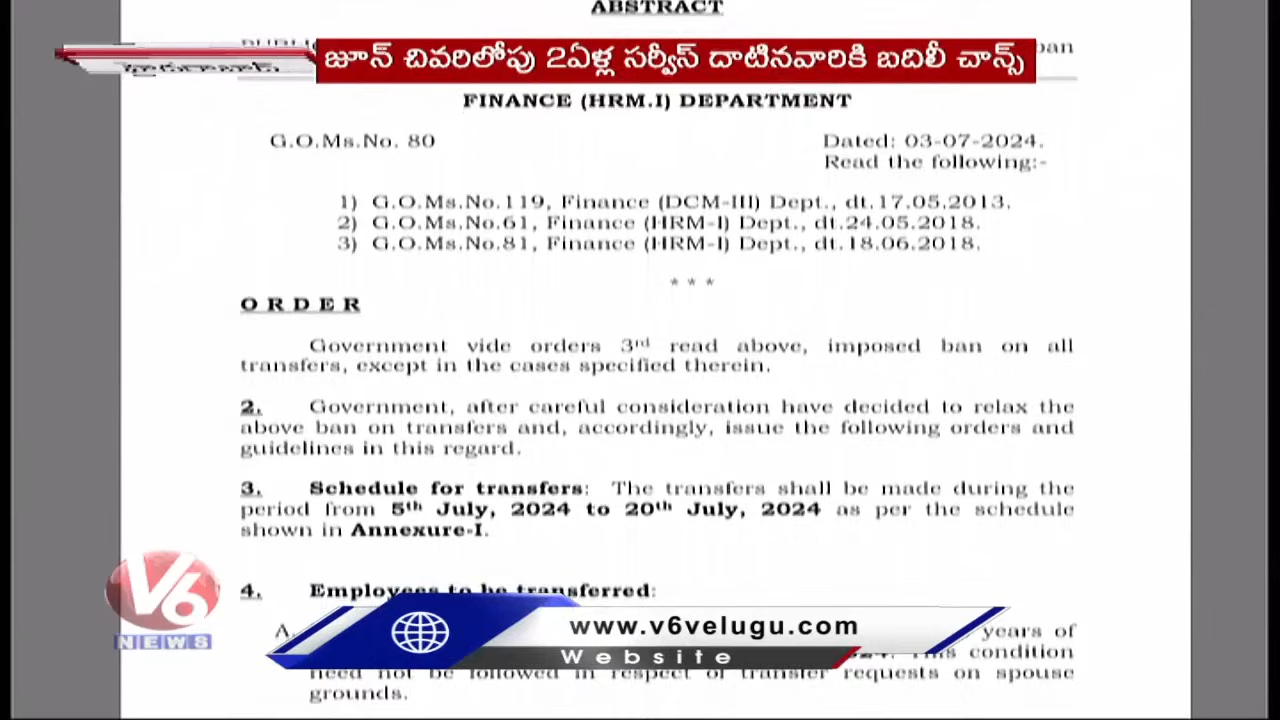 ABSTRACT
జూన్ చివరిలోపు 2ఏళ్ల సర్వీస్ దాటినవారికి బదిలీ చాన్స్
FINANCE (HRM.I) DEPARTMENT
G.O.Ms.No. 80
Dated: 03-07-2024.
Read the following:-
1) G.O.Ms.No.119, Finance (DCM-III) Dept., dt.17.05.2013.
2) G.O.Ms.No.61, Finance (HRM-I) Dept., dt.24.05.2018.
3) G.O.Ms.No.81, Finance (HRM-I) Dept., dt.18.06.2018.
* * *
O R D E R
Government vide orders 3rd read above, imposed ban on all
transfers, except in the cases specified therein.
2. Government, after careful consideration have decided to relax the
above ban on transfers and, accordingly, issue the following orders and
guidelines in this regard.
3. Schedule for transfers: The transfers shall be made during the
period from 5th July, 2024 to 20th July, 2024 as per the schedule
shown in Annexure-I.
4. Employees to be transferred:
A. years of
condition
need not be followed in respect of transfer requests on spouse
grounds.
V6
NEWS
www.v6velugu.com
Website